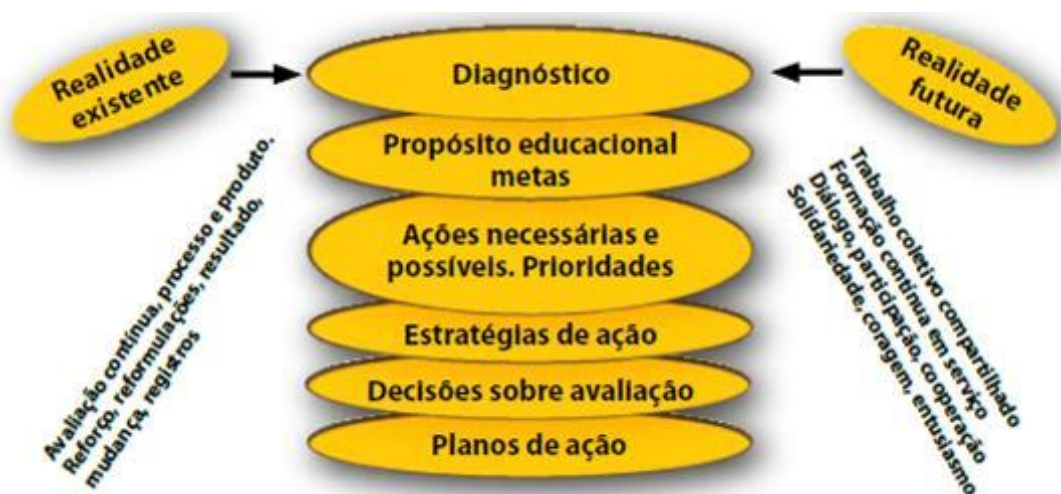 Realidade
existente
Diagnóstico
Realidade
futura
Propósito educacional
metas
Ações necessárias e
possíveis. Prioridades
Estratégias de ação
Decisões sobre avaliação
Planos de ação
Avaliação contínua, processo e produto.
Reforço, reformulações, resultado,
mudança, registros
Trabalho coletivo compartilhado
Formação contínua em serviço
Diálogo, participação, cooperação
Solidariedade, coragem, entusiasmo